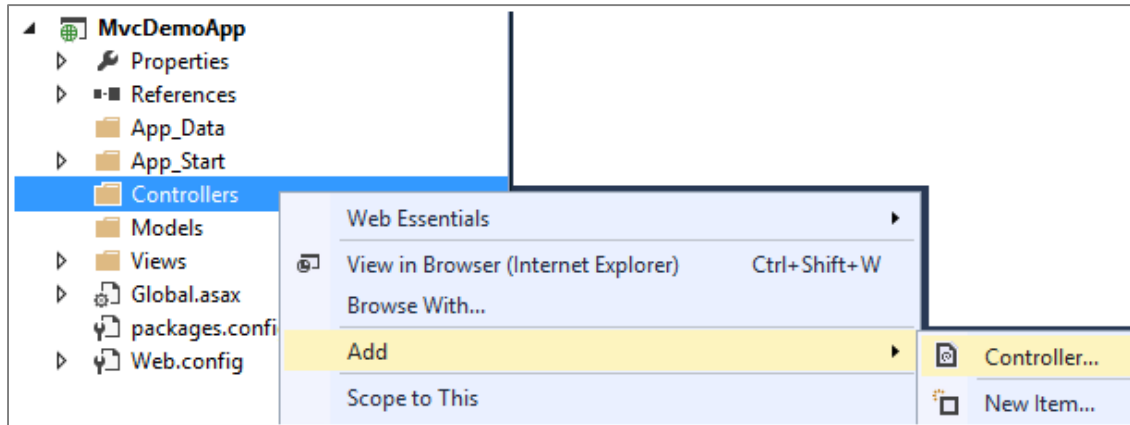 MvcDemoApp
Properties
References
App_Data
App_Start
Controllers
Models
Views
Global.asax
packages.confi
Web.config
Web Essentials
View in Browser (Internet Explorer) Ctrl+Shift+W
Browse With...
Add
Scope to This
Controller...
New Item...